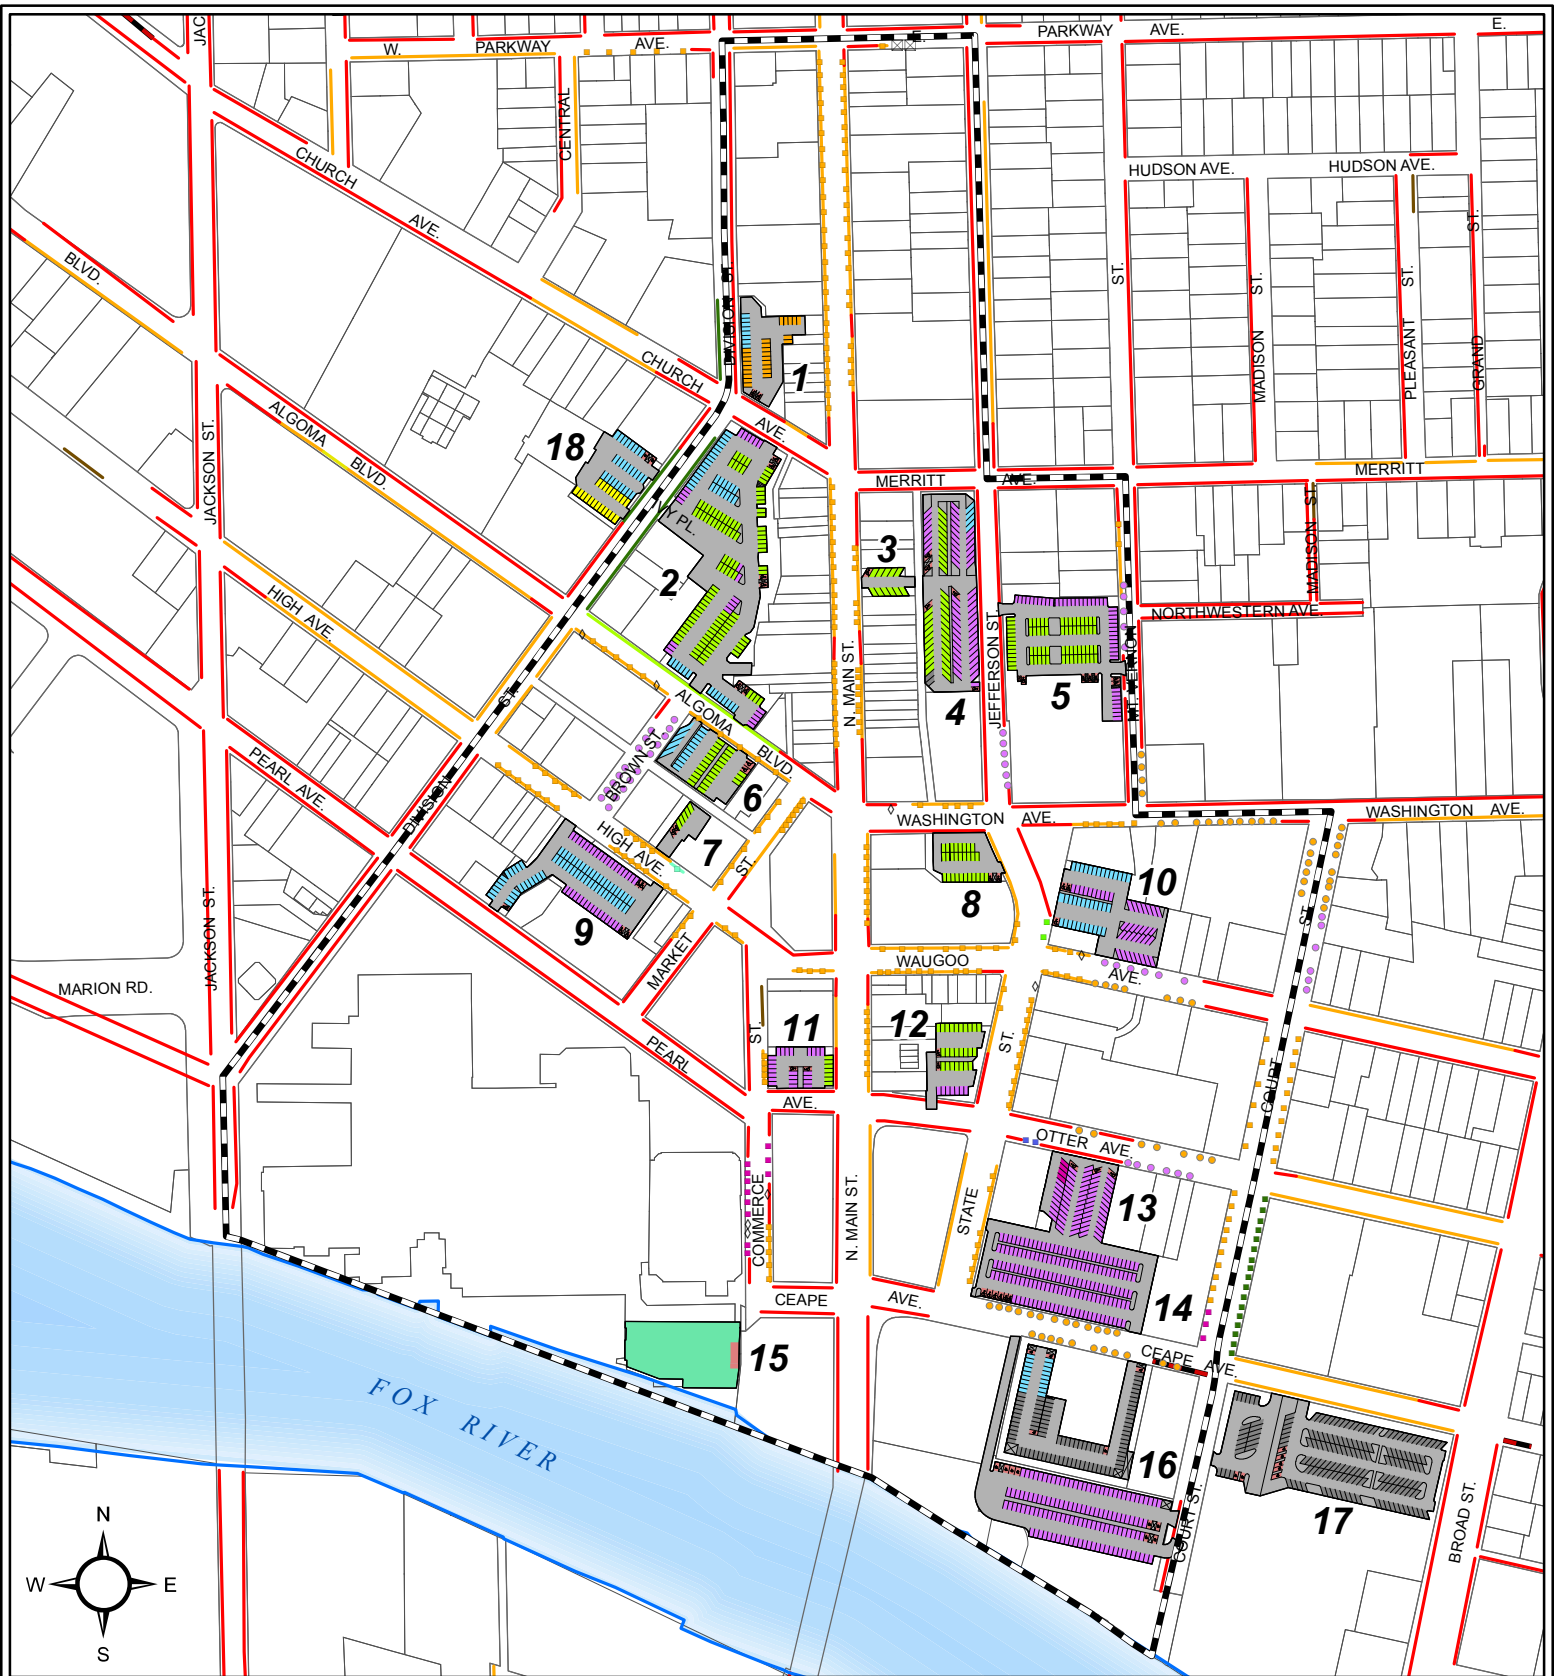 JAC
W. PARKWAY AVE.
E.
PARKWAY AVE.
E.
CENTRAL
CHURCH AVE.
HUDSON AVE.
HUDSON AVE.
ST.
BLVD.
DIVISION ST.
ST.
MADISON ST.
PLEASANT ST.
GRAND
CHURCH AVE.
1
ALGOMA BLVD.
JACKSON ST.
18
MERRITT AVE.
MERRITT
MADISON ST.
Y PL.
3
2
HIGH AVE.
NORTHWESTERN AVE.
N. MAIN ST.
JEFFERSON ST.
4
5
MT. VERNON
ST.
ALGOMA BLVD.
BROWN ST.
6
PEARL AVE.
DIVISION
HIGH AVE.
7
ST.
WASHINGTON AVE.
WASHINGTON AVE.
8
10
9
JACKSON ST.
MARKET
WAUGOO AVE.
ST.
MARION RD.
11
12
ST.
ST.
PEARL AVE.
COURT
OTTER AVE.
COMMERCE
N. MAIN ST.
STATE
13
14
CEAPE AVE.
15
CEAPE AVE.
FOX RIVER
16
17
COURT ST.
BROAD ST.
N
W E
S